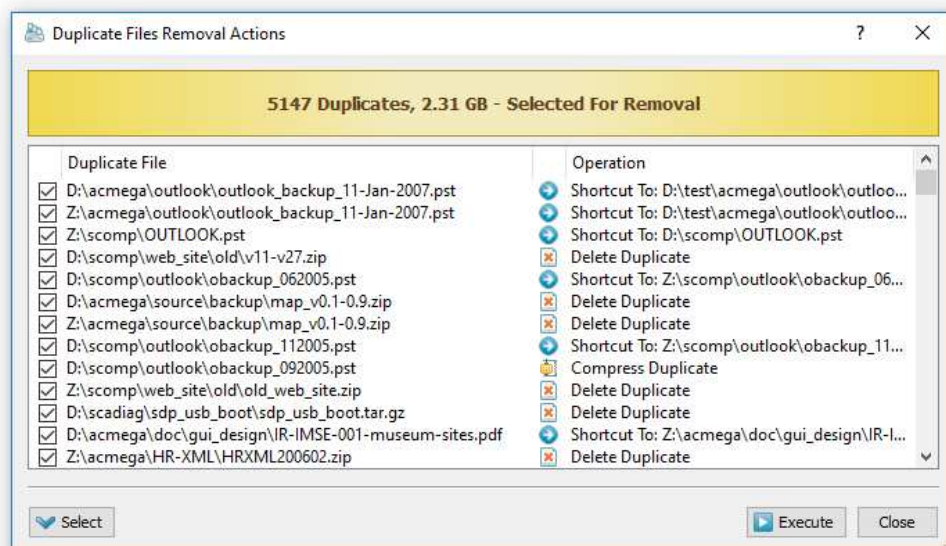 Duplicate Files Removal Actions
5147 Duplicates, 2.31 GB - Selected For Removal
Duplicate File Operation
D:\acmega\outlook\outlook_backup_11-Jan-2007.pst Shortcut To: D:\test\acmega\outlook\outloo...
Z:\acmega\outlook\outlook_backup_11-Jan-2007.pst Shortcut To: D:\test\acmega\outlook\outloo...
Z:\scomp\OUTLOOK.pst Shortcut To: D:\scomp\OUTLOOK.pst
D:\scomp\web_site\old\v11-v27.zip Delete Duplicate
D:\scomp\outlook\obackup_062005.pst Shortcut To: Z:\scomp\outlook\obackup_06...
D:\acmega\source\backup\map_v0.1-0.9.zip Delete Duplicate
Z:\acmega\source\backup\map_v0.1-0.9.zip Delete Duplicate
D:\scomp\outlook\obackup_112005.pst Shortcut To: Z:\scomp\outlook\obackup_11...
D:\scomp\outlook\obackup_092005.pst Compress Duplicate
Z:\scomp\web_site\old\old_web_site.zip Delete Duplicate
D:\scadiag\sdp_usb_boot\sdp_usb_boot.tar.gz Delete Duplicate
D:\acmega\doc\gui_design\IR-IMSE-001-museum-sites.pdf Shortcut To: Z:\acmega\doc\gui_design\IR-I...
Z:\acmega\HR-XML\HRXML200602.zip Delete Duplicate
Select Execute Close